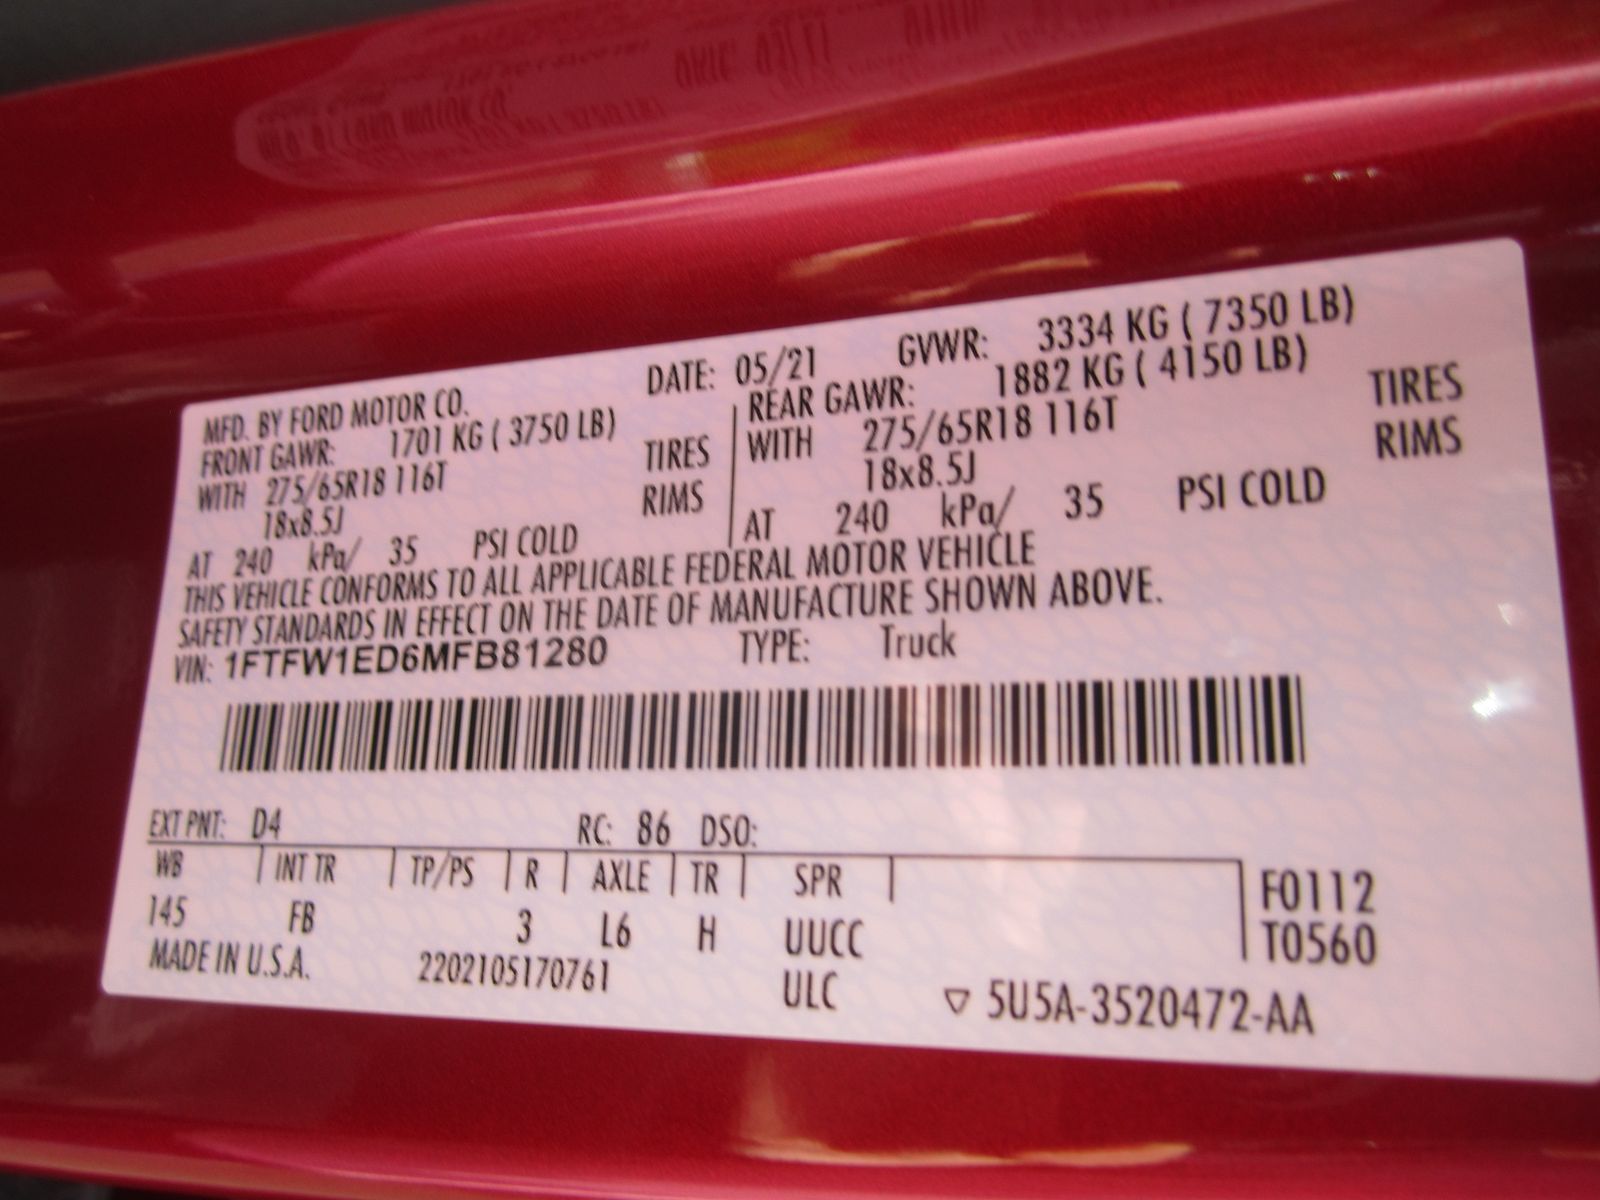 MFD. BY FORD MOTOR CO. DATE: 05/21 GVWR: 3334 KG ( 7350 LB)
FRONT GAWR: 1701 KG ( 3750 LB)
WITH 275/65R18 116T TIRES
18x8.5J RIMS
AT 240 kPa/ 35 PSI COLD
REAR GAWR: 1882 KG ( 4150 LB)
WITH 275/65R18 116T TIRES
18x8.5J RIMS
AT 240 kPa/ 35 PSI COLD
THIS VEHICLE CONFORMS TO ALL APPLICABLE FEDERAL MOTOR VEHICLE
SAFETY STANDARDS IN EFFECT ON THE DATE OF MANUFACTURE SHOWN ABOVE.
VIN: 1FTFW1ED6MFB81280 TYPE: Truck
EXT PNT: D4 RC: 86 DSO:
WB INT TR TP/PS R AXLE TR SPR
145 FB 3 L6 H UUCC
F0112
T0560
MADE IN U.S.A. 2202105170761 ULC ▽ 5U5A-3520472-AA